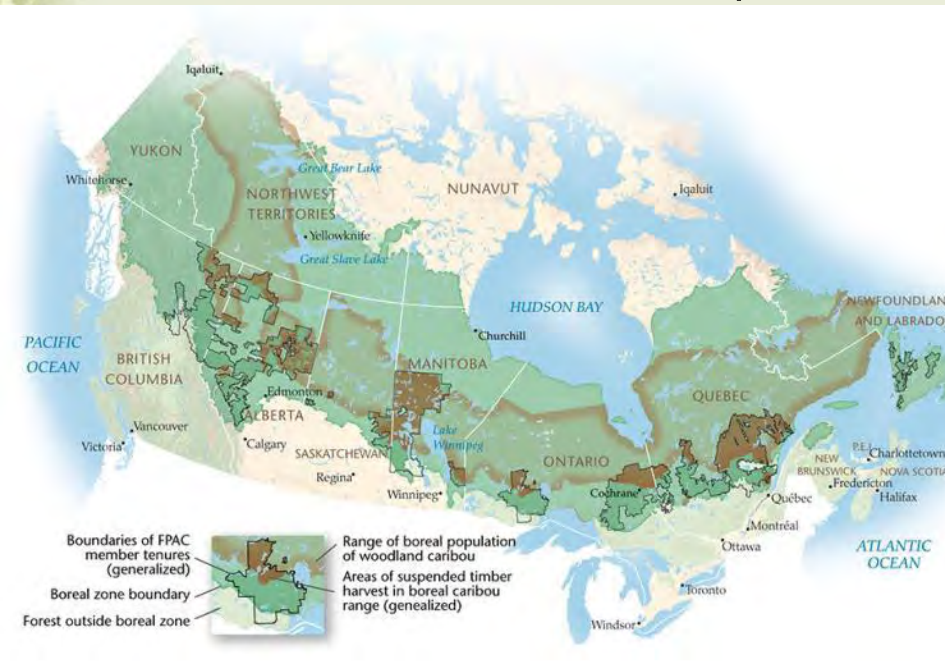 Iqaluit
YUKON
Whitehorse
Great Bear Lake
NORTHWEST
TERRITORIES
NUNAVUT
Iqaluit
Yellowknife
Great Slave Lake
HUDSON BAY
NEWFOUNDLAN
AND LABRADO
Churchill
PACIFIC
OCEAN
BRITISH
COLUMBIA
MANITOBA
QUEBEC
Edmonton
ALBERTA
Vancouver
Victoria
Calgary
SASKATCHEWAN
Lake
Winnipeg
ONTARIO
P.E.I.
Charlottetown
NEW
BRUNSWICK
NOVA SCOTI
Regina
Winnipeg
Cochrane
Fredericton
Halifax
Québec
Montréal
Ottawa
ATLANTIC
OCEAN
Toronto
Windsor
Boundaries of FPAC
member tenures
(generalized)
Boreal zone boundary
Forest outside boreal zone
Range of boreal population
of woodland caribou
Areas of suspended timber
harvest in boreal caribou
range (genealized)